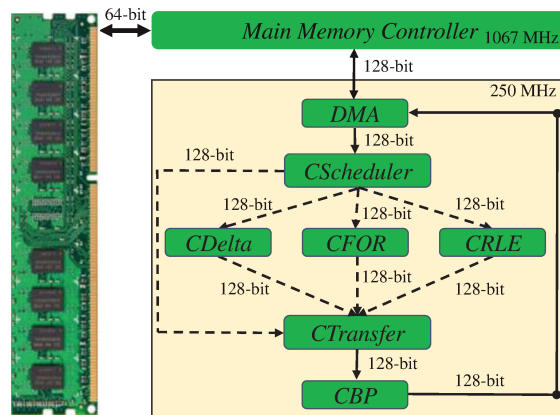 64-bit
Main Memory Controller 1067 MHz
128-bit
250 MHz
DMA
128-bit
128-bit
CScheduler
128-bit
128-bit
128-bit
CDelta
CFOR
CRLE
128-bit
128-bit
128-bit
CTransfer
128-bit
CBP
128-bit